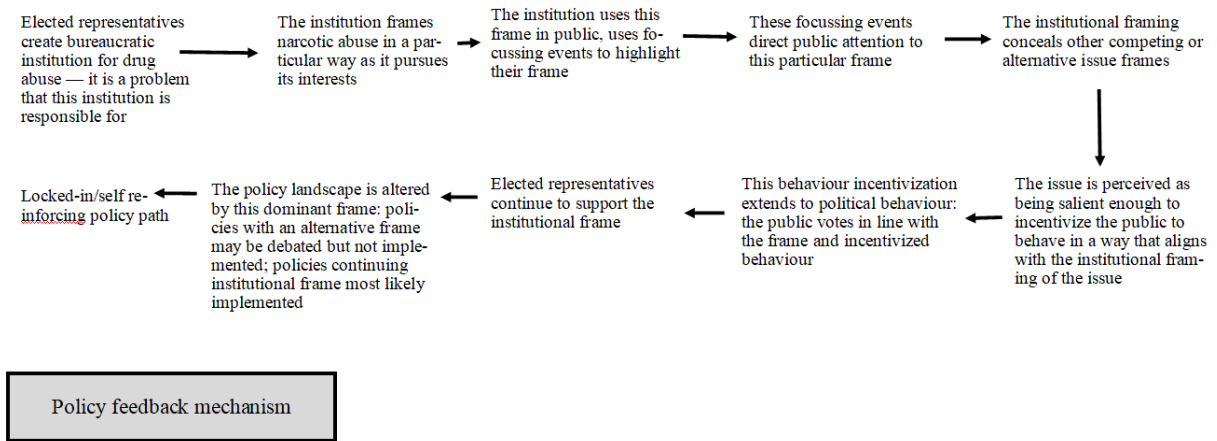 Elected representatives
create bureaucratic
institution for drug
abuse — it is a problem
that this institution is
responsible for
The institution frames
narcotic abuse in a par-
ticular way as it pursues
its interests
The institution uses this
frame in public, uses fo-
cussing events to highlight
their frame
These focussing events
direct public attention to
this particular frame
The institutional framing
conceals other competing or
alternative issue frames
The issue is perceived as
being salient enough to
incentivize the public to
behave in a way that aligns
with the institutional fram-
ing of the issue
This behaviour incentivization
extends to political behaviour:
the public votes in line with
the frame and incentivized
behaviour
Elected representatives
continue to support the
institutional frame
The policy landscape is altered
by this dominant frame: poli-
cies with an alternative frame
may be debated but not imple-
mented; policies continuing
institutional frame most likely
implemented
Locked-in/self re-
inforcing policy path
Policy feedback mechanism